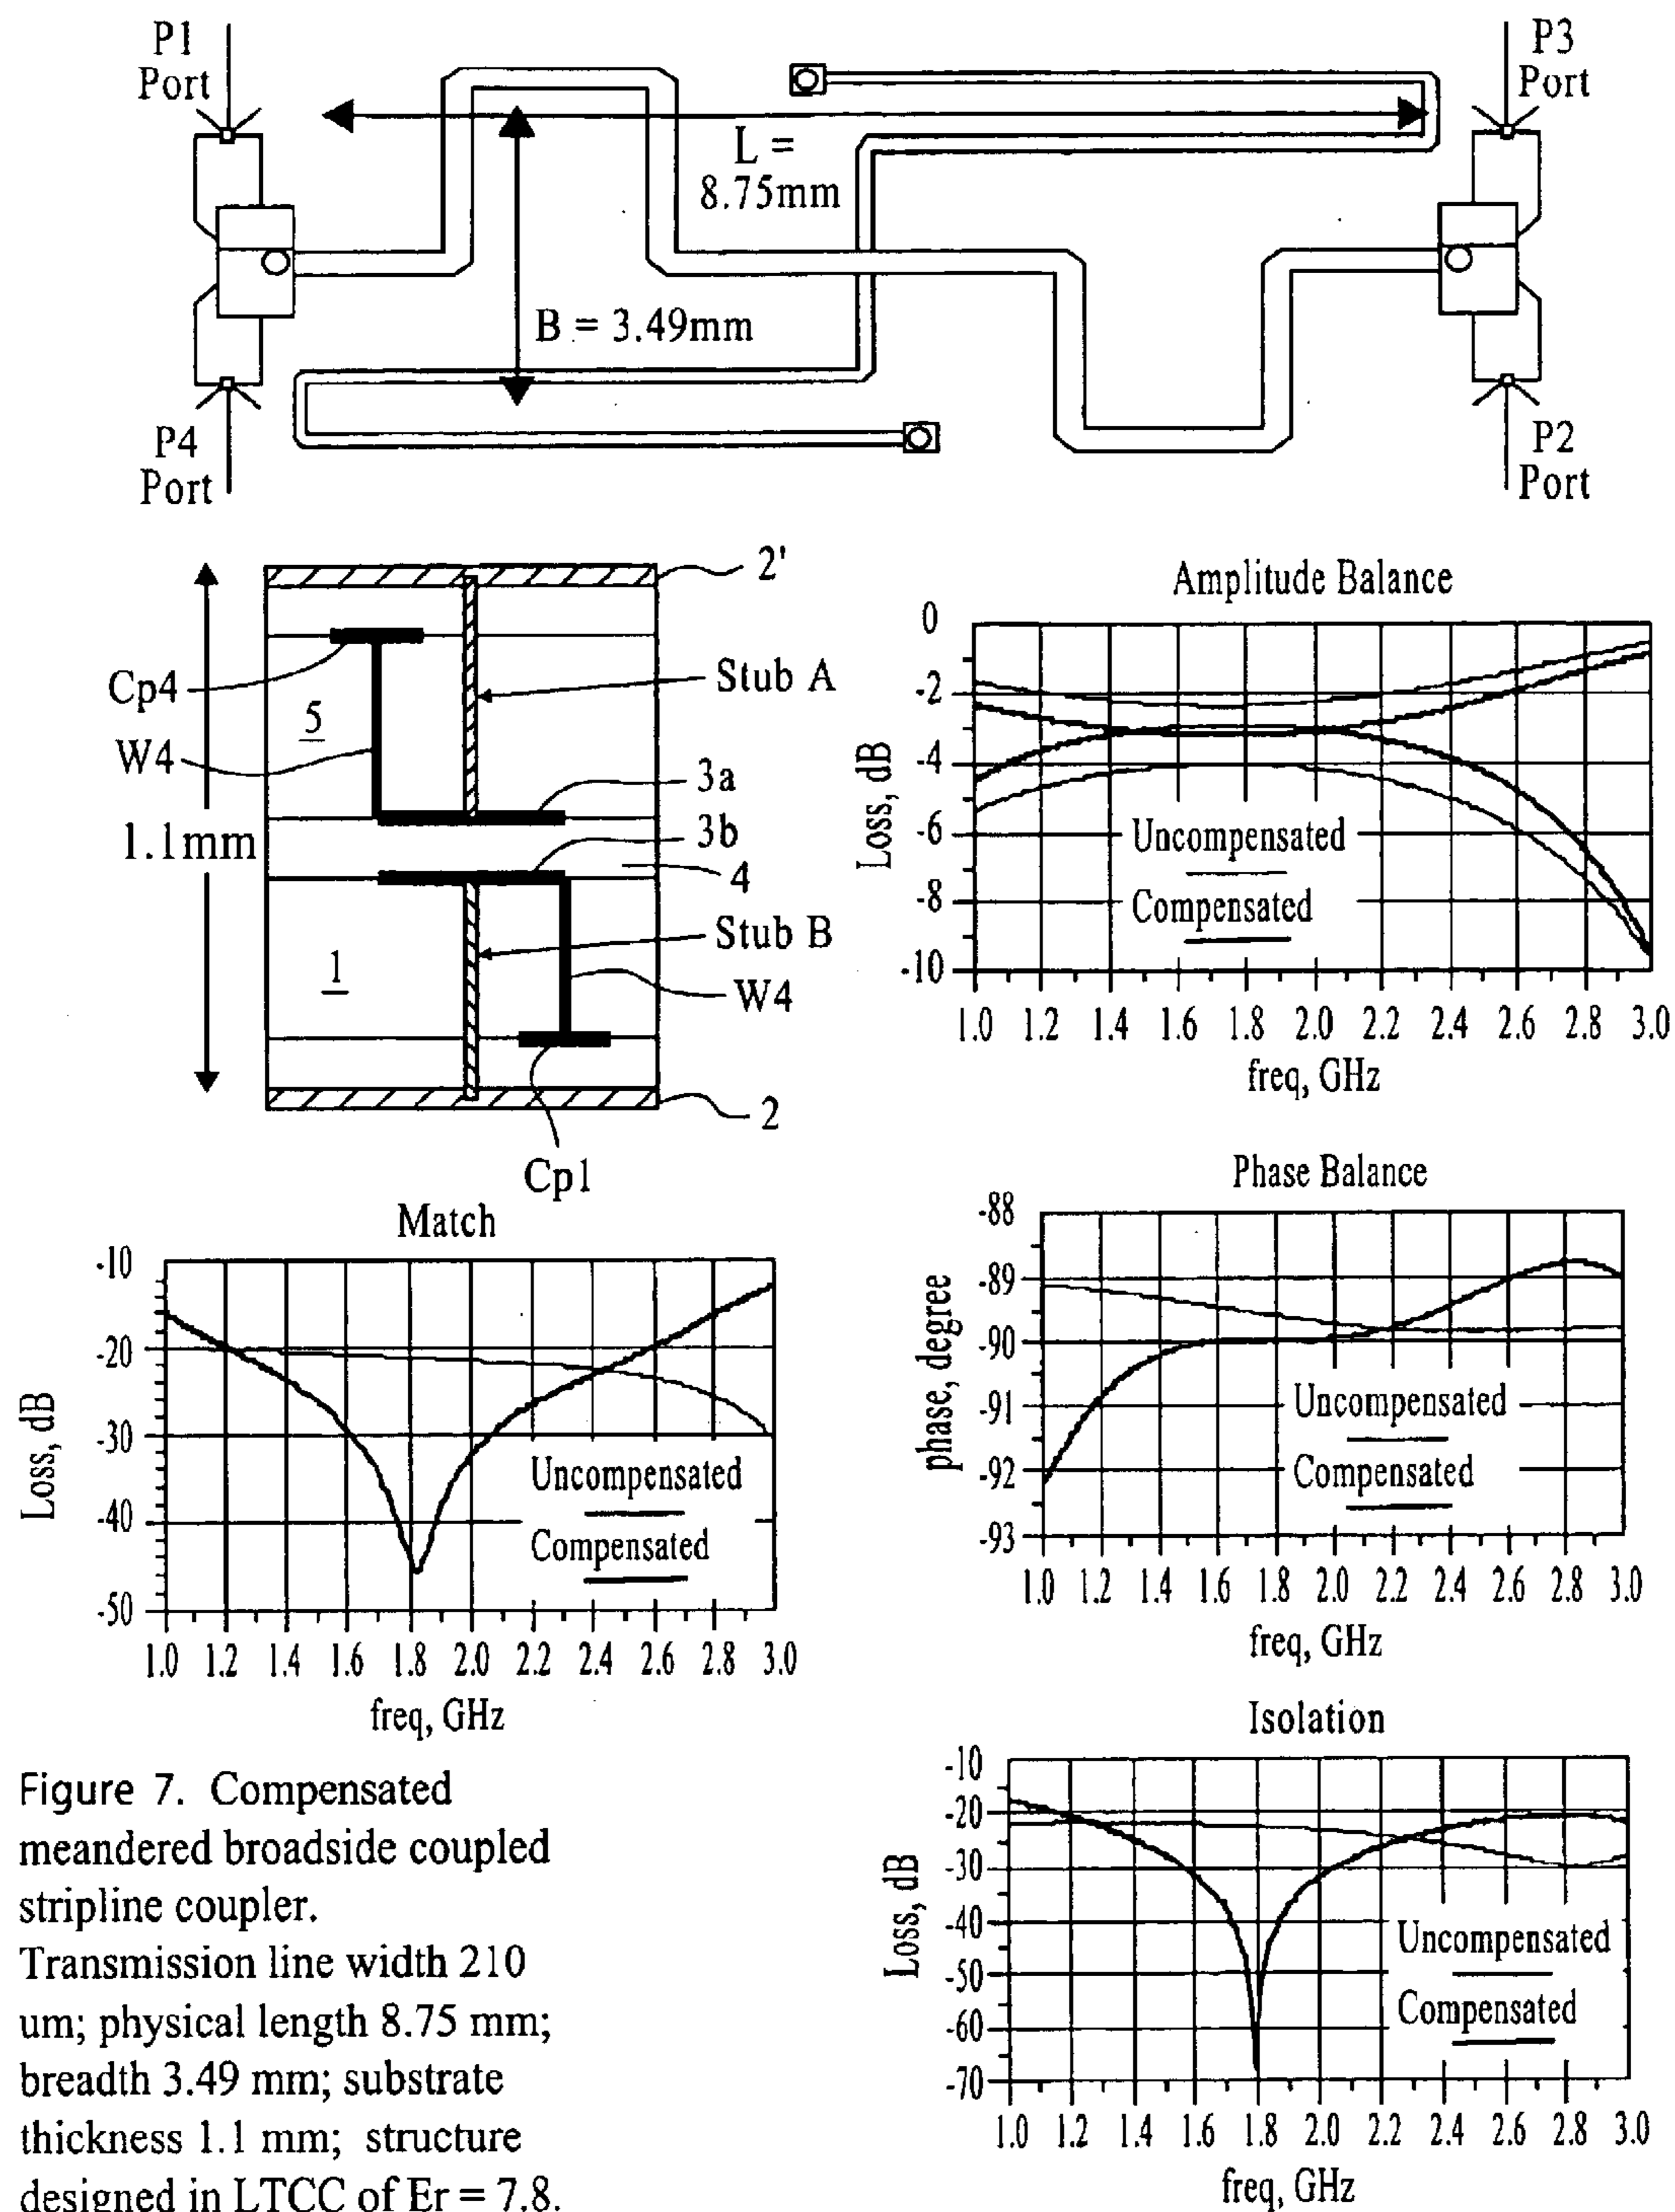 P1
Port
P3
Port
L =
8.75mm
B = 3.49mm
P4
Port
P2
Port
2'
Cp4
Stub A
5
W4
3a
3b
1.1mm
4
Stub B
1
W4
2
Cp1
Amplitude Balance
Loss, dB
0
-2
-4
-6
-8
-10
Uncompensated
Compensated
1.0 1.2 1.4 1.6 1.8 2.0 2.2 2.4 2.6 2.8 3.0
freq, GHz
Match
Loss, dB
-10
-20
-30
-40
-50
Uncompensated
Compensated
1.0 1.2 1.4 1.6 1.8 2.0 2.2 2.4 2.6 2.8 3.0
freq, GHz
Phase Balance
phase, degree
-88
-89
-90
-91
-92
-93
Uncompensated
Compensated
1.0 1.2 1.4 1.6 1.8 2.0 2.2 2.4 2.6 2.8 3.0
freq, GHz
Isolation
Loss, dB
-10
-20
-30
-40
-50
-60
-70
Uncompensated
Compensated
1.0 1.2 1.4 1.6 1.8 2.0 2.2 2.4 2.6 2.8 3.0
freq, GHz
Figure 7. Compensated
meandered broadside coupled
stripline coupler.
Transmission line width 210
um; physical length 8.75 mm;
breadth 3.49 mm; substrate
thickness 1.1 mm; structure
designed in LTCC of Er = 7.8.